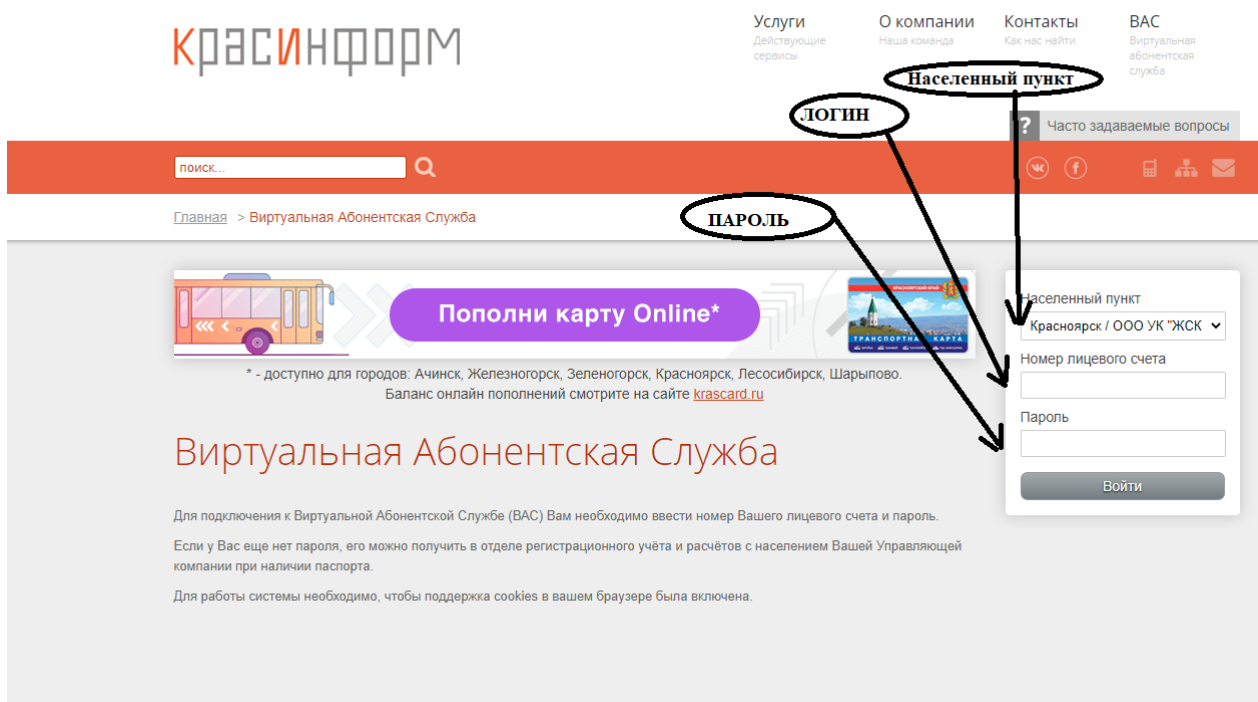 красинформ
Услуги
Действующие
сервисы
О компании
Наша команда
Контакты
Как нас найти
ВАС
Виртуальная
абонентская
служба
Населенный пункт
ЛОГИН
? Часто задаваемые вопросы
поиск...
Главная > Виртуальная Абонентская Служба
ПАРОЛЬ
Пополни карту Online*
КРАСНОЯРСКИЙ КРАЙ
ТРАНСПОРТНАЯ КАРТА
* - доступно для городов: Ачинск, Железногорск, Зеленогорск, Красноярск, Лесосибирск, Шарыпово.
Баланс онлайн пополнений смотрите на сайте krascard.ru
Населенный пункт
Красноярск / ООО УК "ЖСК
Номер лицевого счета
Пароль
Войти
Виртуальная Абонентская Служба
Для подключения к Виртуальной Абонентской Службе (ВАС) Вам необходимо ввести номер Вашего лицевого счета и пароль.
Если у Вас еще нет пароля, его можно получить в отделе регистрационного учёта и расчётов с населением Вашей Управляющей
компании при наличии паспорта.
Для работы системы необходимо, чтобы поддержка cookies в вашем браузере была включена.